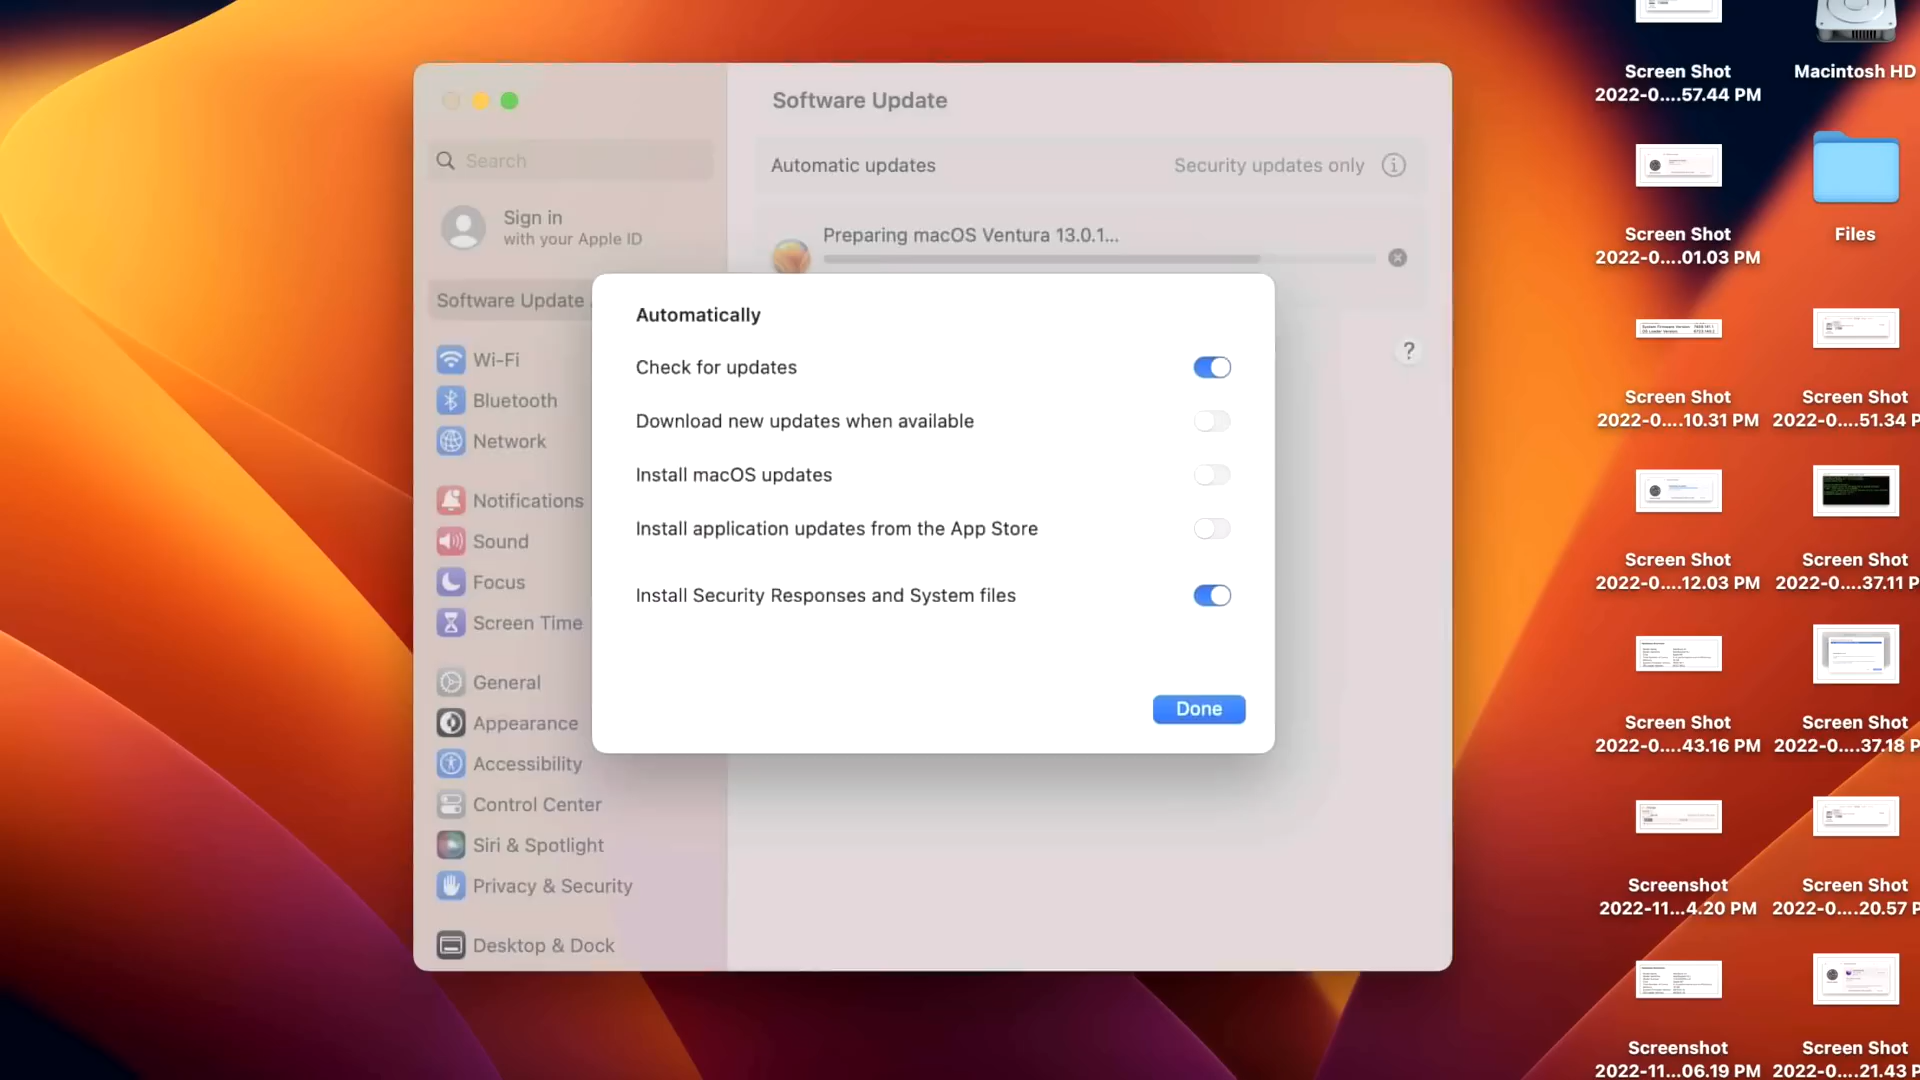 Software Update
Search
Automatic updates
Security updates only
Sign in
with your Apple ID
Preparing macOS Ventura 13.0.1...
Software Update
?
Automatically
Check for updates
Download new updates when available
Install macOS updates
Install application updates from the App Store
Install Security Responses and System files
Done
Wi-Fi
Bluetooth
Network
Notifications
Sound
Focus
Screen Time
General
Appearance
Accessibility
Control Center
Siri & Spotlight
Privacy & Security
Desktop & Dock
Screen Shot
2022-0....57.44 PM
Macintosh HD
Screen Shot
2022-0....01.03 PM
Files
Screen Shot
2022-0....10.31 PM
Screen Shot
2022-0....51.34 P
Screen Shot
2022-0....12.03 PM
Screen Shot
2022-0....37.11 P
Screen Shot
2022-0....43.16 PM
Screen Shot
2022-0....37.18 P
Screenshot
2022-11...4.20 PM
Screen Shot
2022-0....20.57 P
Screenshot
2022-11...06.19 PM
Screen Shot
2022-0....21.43 P